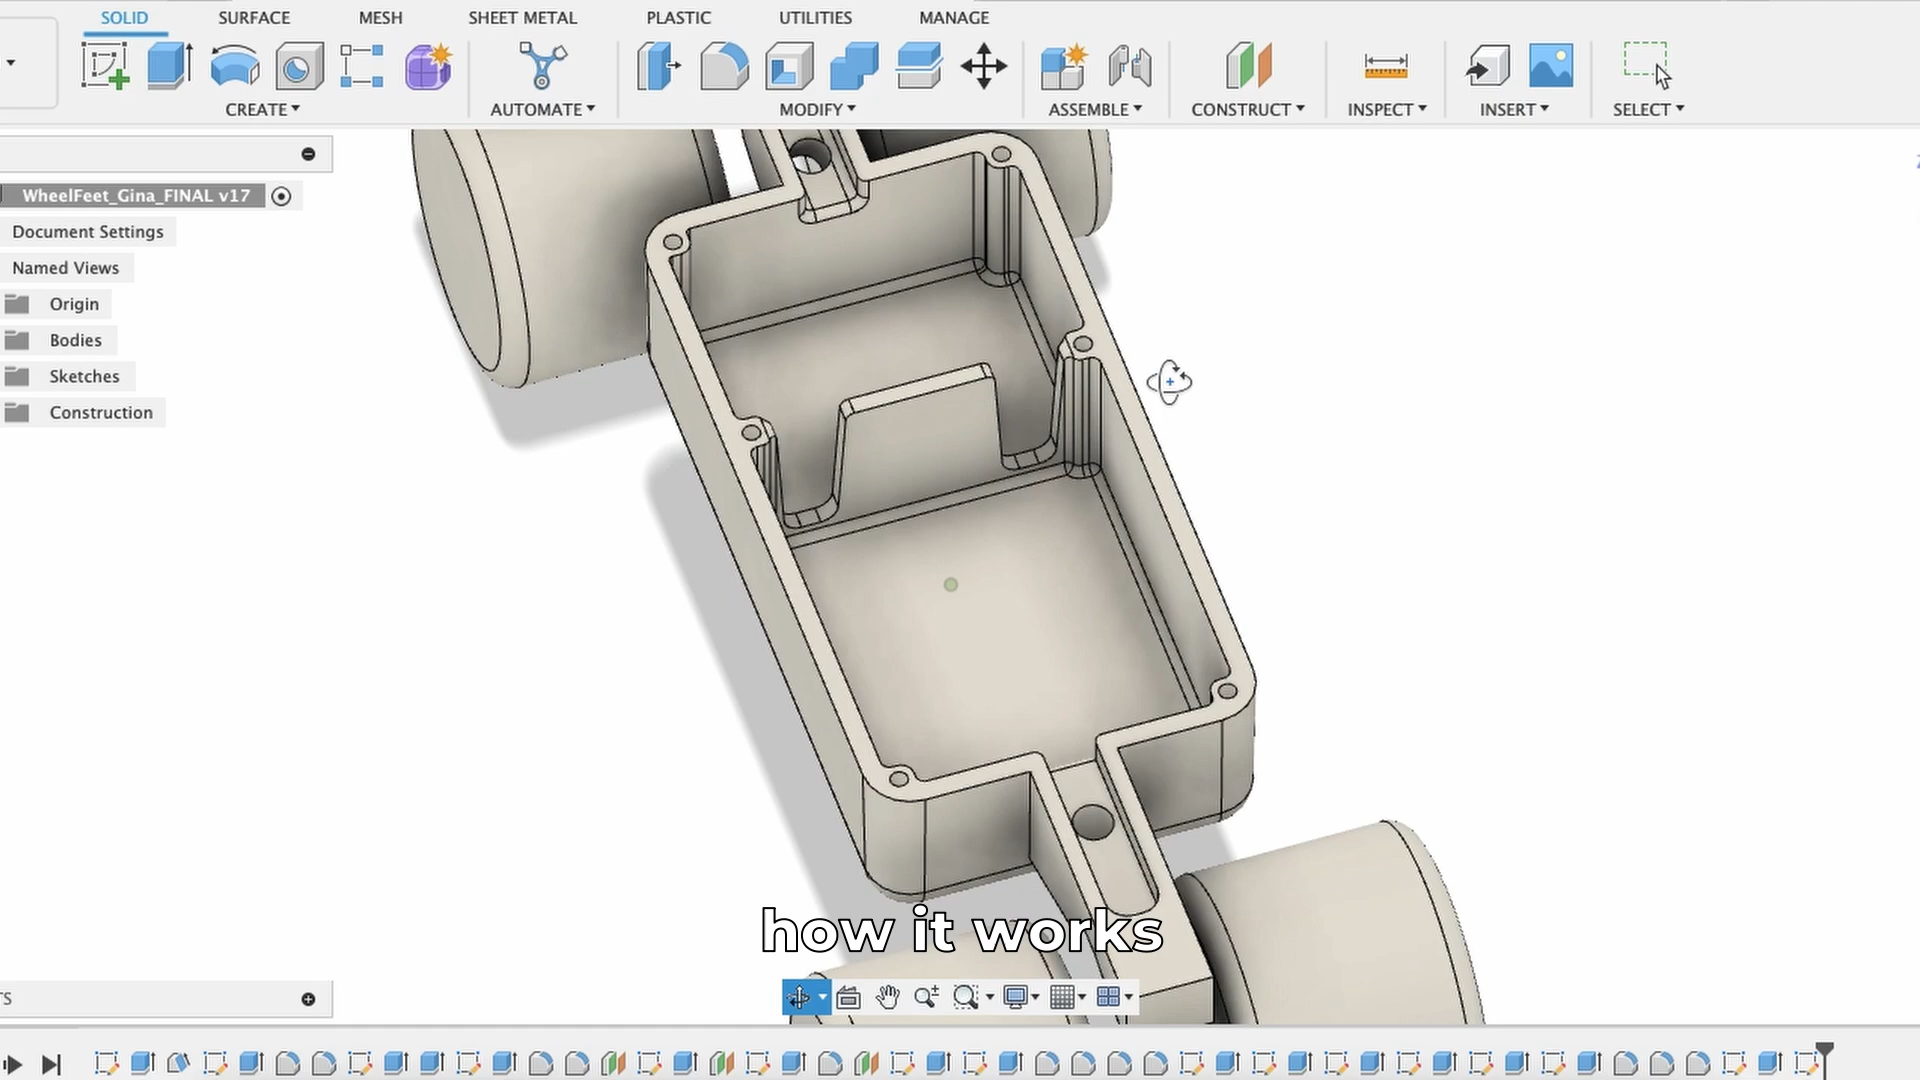 SOLID SURFACE MESH SHEET METAL PLASTIC UTILITIES MANAGE
CREATE AUTOMATE MODIFY ASSEMBLE CONSTRUCT INSPECT INSERT SELECT
WheelFeet_Gina_FINAL v17
Document Settings
Named Views
Origin
Bodies
Sketches
Construction
how it works